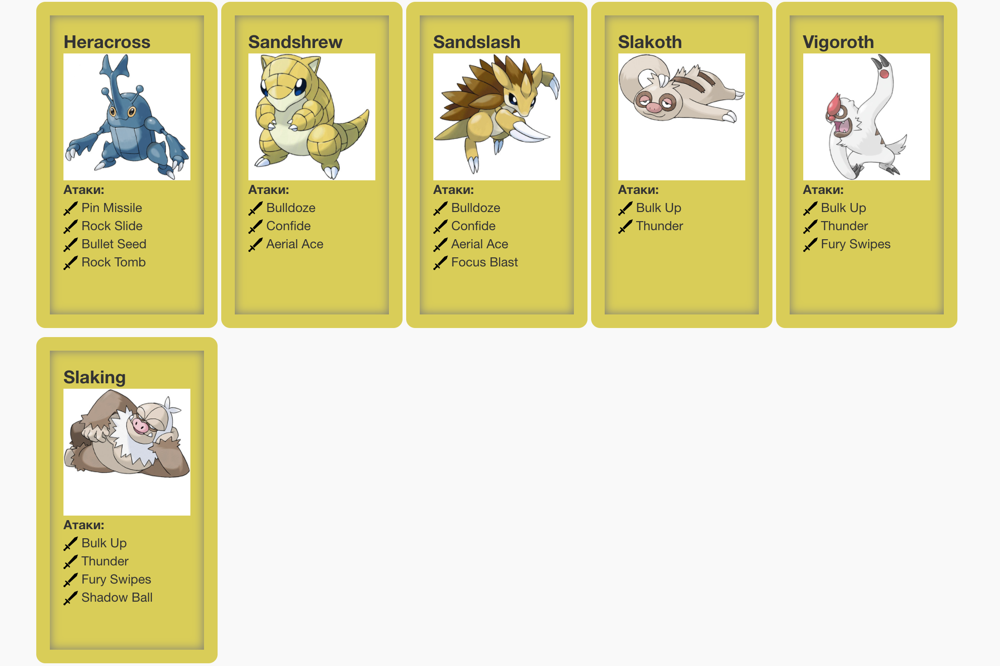 Heracross
Атаки:
Pin Missile
Rock Slide
Bullet Seed
Rock Tomb
Sandshrew
Атаки:
Bulldoze
Confide
Aerial Ace
Sandslash
Атаки:
Bulldoze
Confide
Aerial Ace
Focus Blast
Slakoth
Атаки:
Bulk Up
Thunder
Vigoroth
Атаки:
Bulk Up
Thunder
Fury Swipes
Slaking
Атаки:
Bulk Up
Thunder
Fury Swipes
Shadow Ball